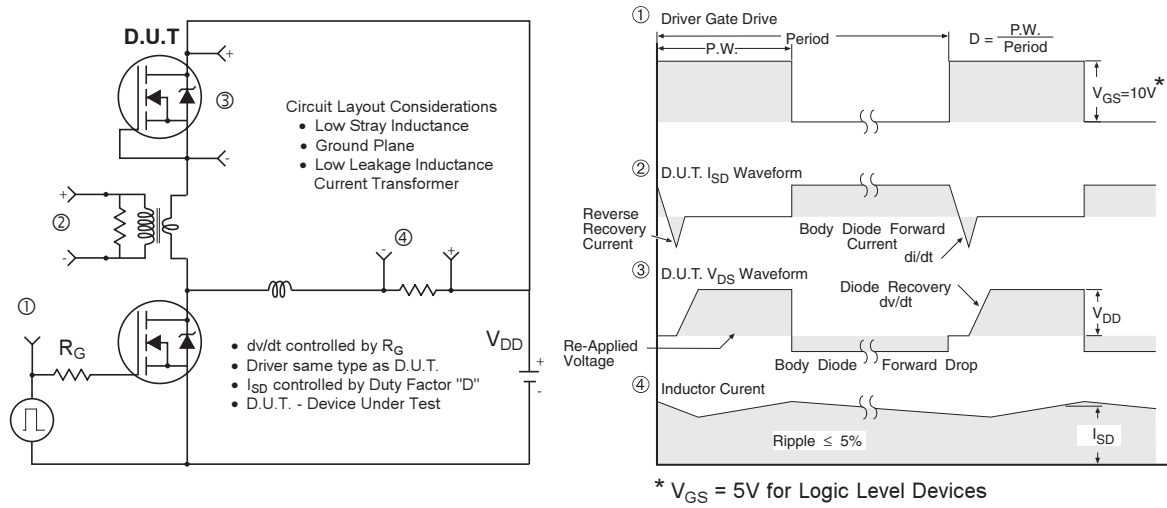 D.U.T
+
③
-
Circuit Layout Considerations
• Low Stray Inductance
• Ground Plane
• Low Leakage Inductance
Current Transformer
+
②
-
④
- +
①
R_G
V_DD
+
-
• dv/dt controlled by R_G
• Driver same type as D.U.T.
• I_SD controlled by Duty Factor "D"
• D.U.T. - Device Under Test
① Driver Gate Drive
Period
P.W.
D = P.W. / Period
V_GS=10V *
② D.U.T. I_SD Waveform
Reverse
Recovery
Current
Body Diode Forward
Current
di/dt
③ D.U.T. V_DS Waveform
Diode Recovery
dv/dt
V_DD
Re-Applied
Voltage
Body Diode Forward Drop
④ Inductor Curent
Ripple ≤ 5%
I_SD
* V_GS = 5V for Logic Level Devices